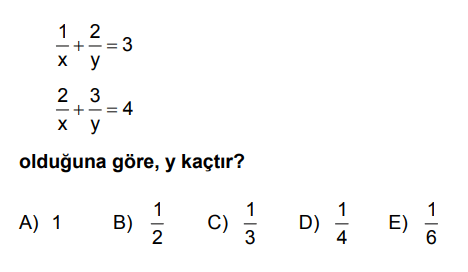 1/x + 2/y = 3
2/x + 3/y = 4
olduğuna göre, y kaçtır?
A) 1 B) 1/2 C) 1/3 D) 1/4 E) 1/6